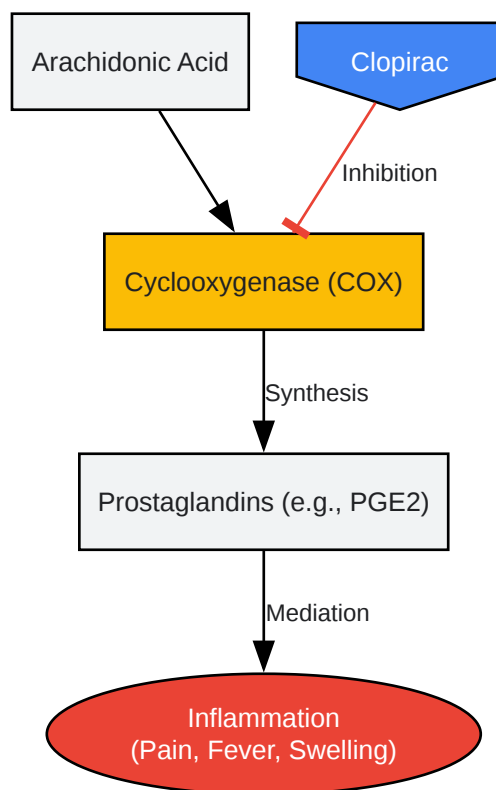 Arachidonic Acid
Clopirac
Inhibition
Cyclooxygenase (COX)
Synthesis
Prostaglandins (e.g., PGE2)
Mediation
Inflammation
(Pain, Fever, Swelling)